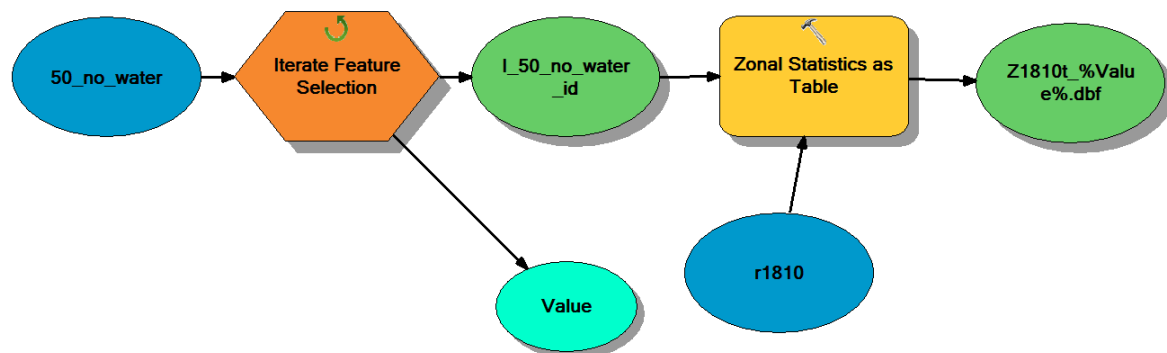 50_no_water
Iterate Feature
Selection
I_50_no_water
_id
Zonal Statistics as
Table
Z1810t_%Valu
e%.dbf
r1810
Value